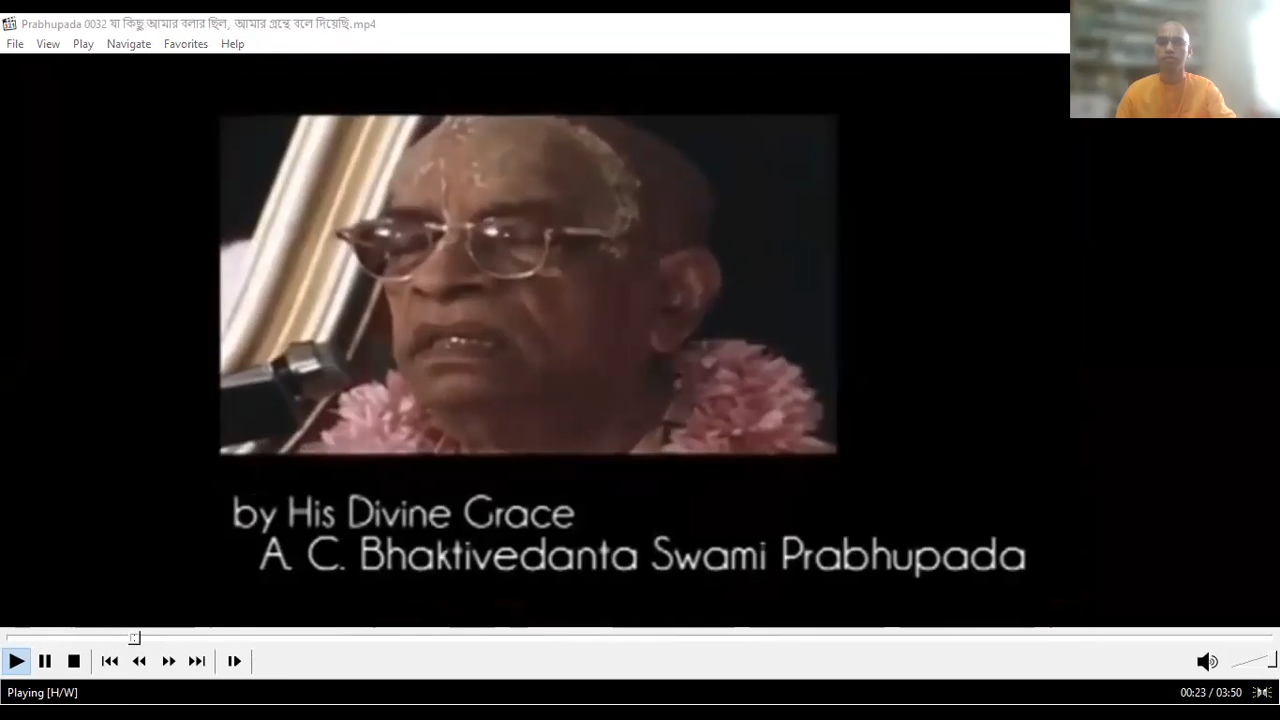 Prabhupada 0032 যা কিছু আমার বলার ছিল, আমার গ্রন্থে বলে দিয়েছি.mp4
File View Play Navigate Favorites Help
by His Divine Grace
A. C. Bhaktivedanta Swami Prabhupada
Playing [H/W]
00:23 / 03:50